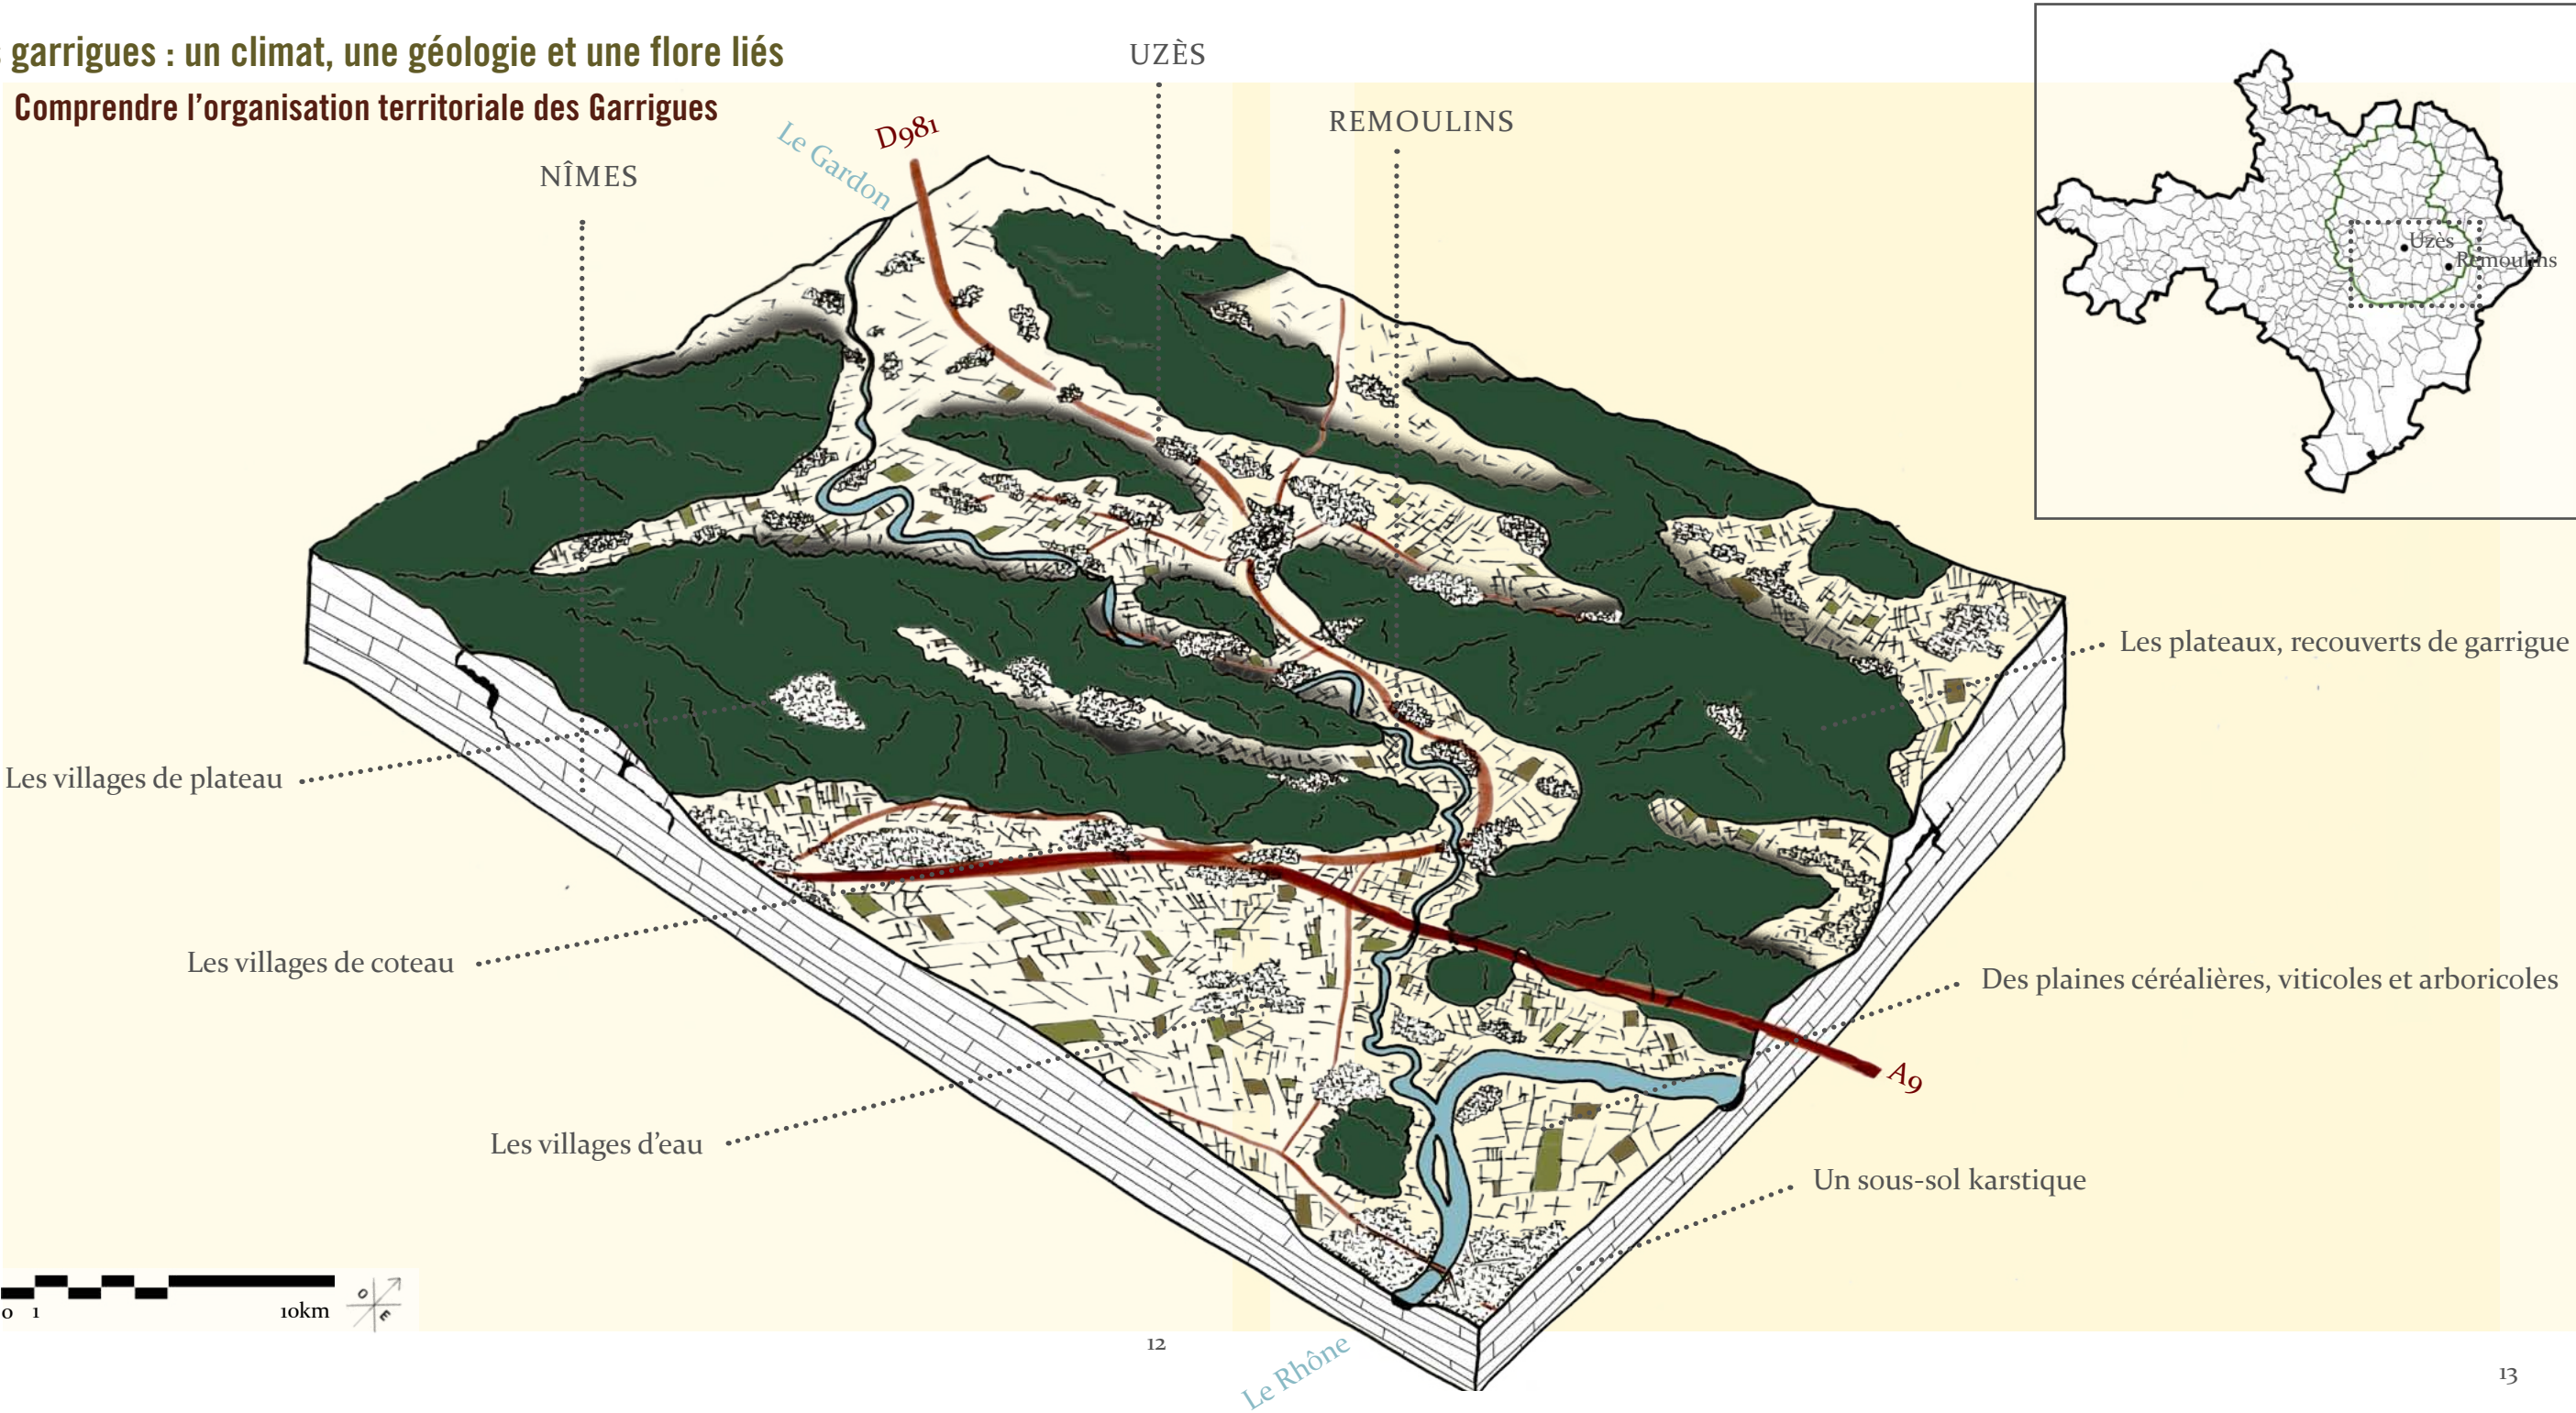 garrigues : un climat, une géologie et une flore liés
Comprendre l'organisation territoriale des Garrigues
UZÈS
REMOULINS
NÎMES
Le Gardon
D981
Uzès
Remoulins
Les plateaux, recouverts de garrigue
Les villages de plateau
Les villages de coteau
Des plaines céréalières, viticoles et arboricoles
A9
Les villages d'eau
Un sous-sol karstique
0 1 10km
O
E
Le Rhône
12
13